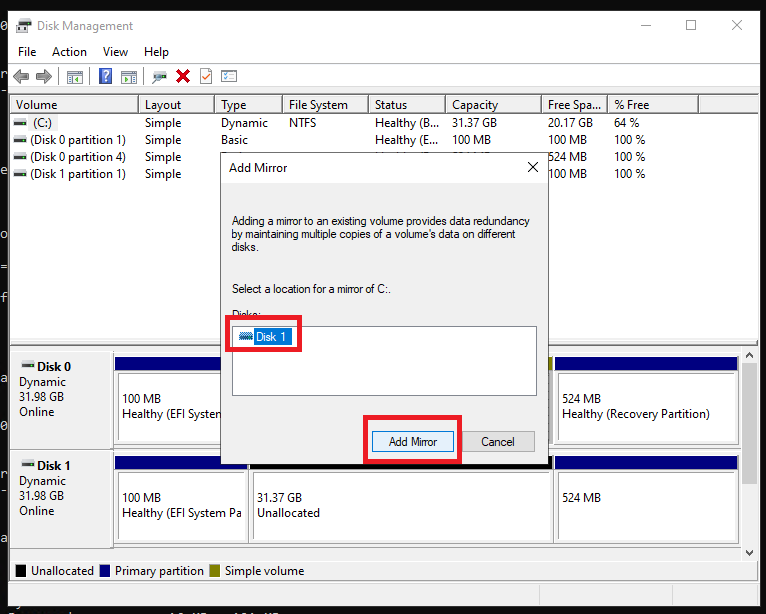 Disk Management
File Action View Help
Volume Layout Type File System Status Capacity Free Spa... % Free
(C:) Simple Dynamic NTFS Healthy (B... 31.37 GB 20.17 GB 64 %
(Disk 0 partition 1) Simple Basic Healthy (E... 100 MB 100 MB 100 %
(Disk 0 partition 4) Simple 524 MB 100 %
(Disk 1 partition 1) Simple 100 MB 100 %
Add Mirror
Adding a mirror to an existing volume provides data redundancy
by maintaining multiple copies of a volume's data on different
disks.
Select a location for a mirror of C:.
Disks:
Disk 1
Add Mirror Cancel
Disk 0
Dynamic
31.98 GB
Online
100 MB
Healthy (EFI System
524 MB
Healthy (Recovery Partition)
Disk 1
Dynamic
31.98 GB
Online
100 MB
Healthy (EFI System Pa
31.37 GB
Unallocated
524 MB
Unallocated Primary partition Simple volume